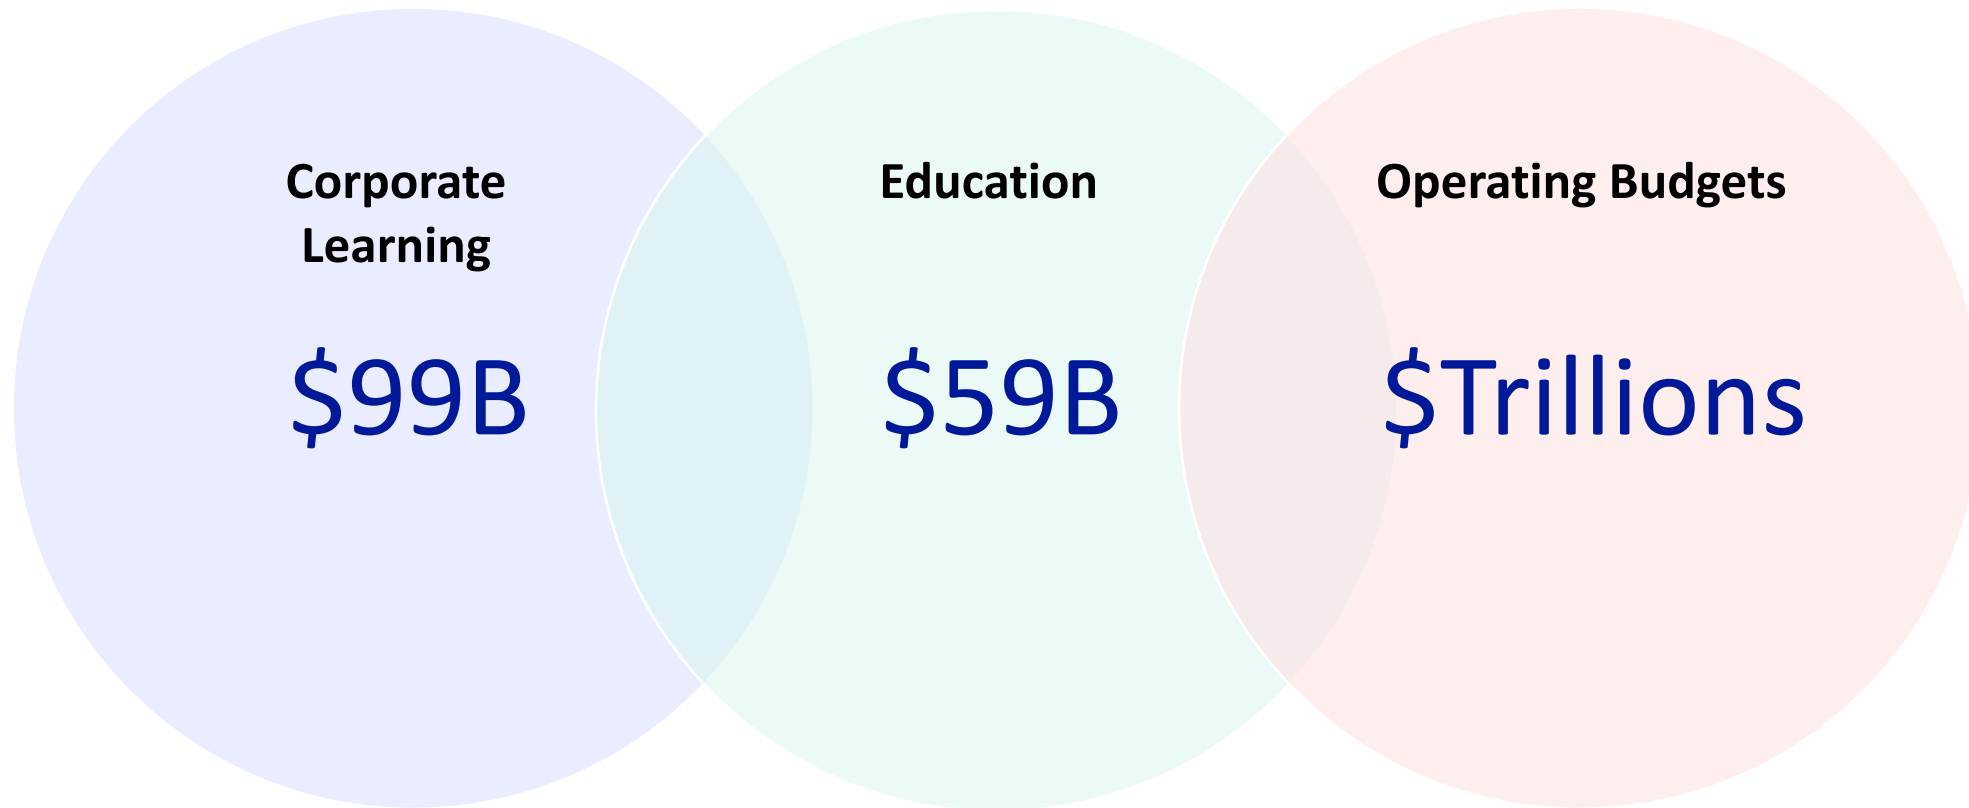 Corporate
Learning
$99B
Education
$59B
Operating Budgets
$Trillions